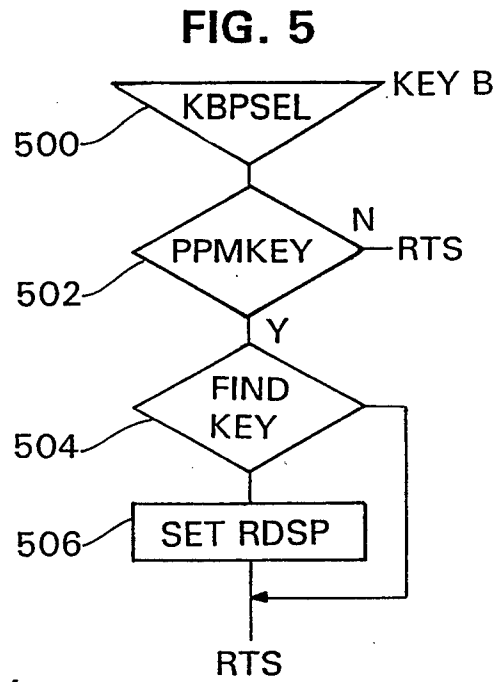 FIG. 5
KBPSEL
KEY B
500
N
PPMKEY
RTS
502
Y
FIND
KEY
504
SET RDSP
506
RTS